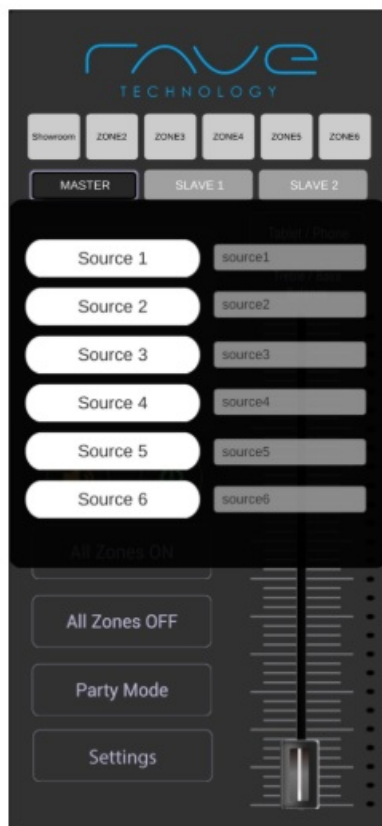 rave
TECHNOLOGY
Showroom ZONE2 ZONE3 ZONE4 ZONE5 ZONE6
MASTER SLAVE 1 SLAVE 2
Tablet / Phone
Source 1 source1
Source 2 source2
Source 3 source3
Source 4 source4
Source 5 source5
Source 6 source6
All Zones ON
All Zones OFF
Party Mode
Settings